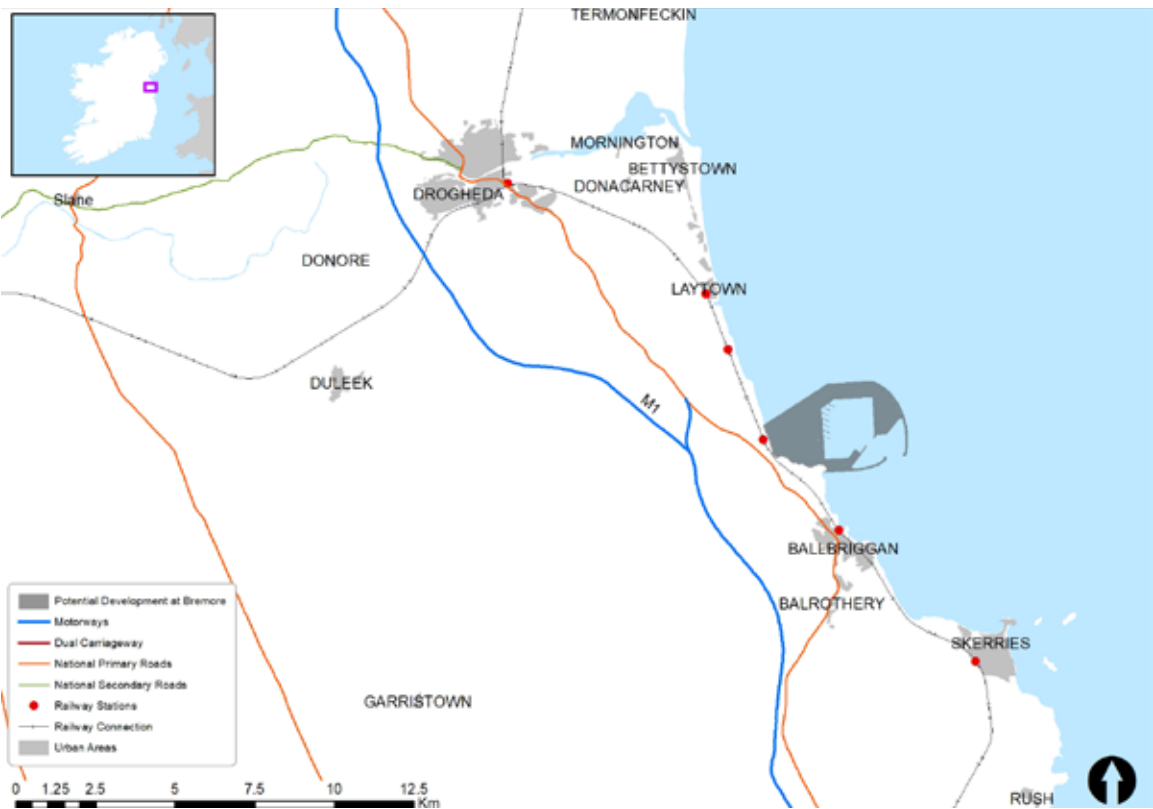 TERMONFECKIN
MORNINGTON
BETTYSTOWN
DONACARNEY
DROGHEDA
Slane
DONORE
LAYTOWN
DULEEK
M1
BALLBRIGGAN
BALROTHERY
SKERRIES
GARRISTOWN
RUSH
Potential Development at Bremore
Motorways
Dual Carriageway
National Primary Roads
National Secondary Roads
Railway Stations
Railway Connection
Urban Areas
0 1.25 2.5 5 7.5 10 12.5
Km